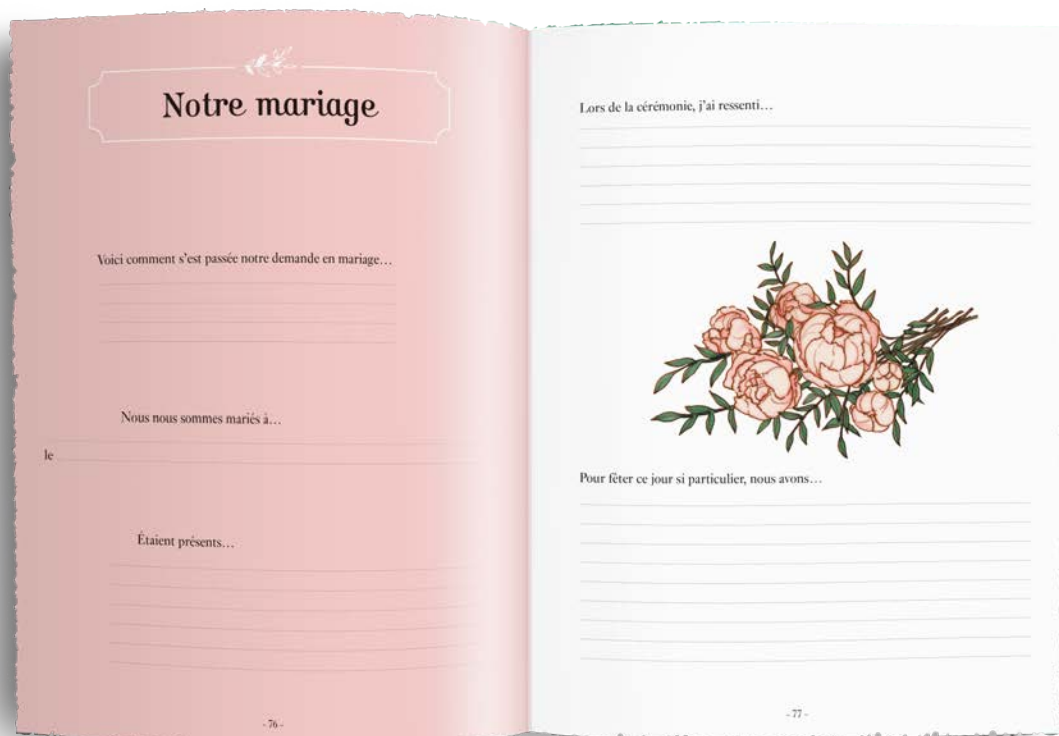 Notre mariage
Voici comment s'est passée notre demande en mariage…
Nous nous sommes mariés à…
le
Étaient présents…
- 76 -
Lors de la cérémonie, j'ai ressenti…
Pour fêter ce jour si particulier, nous avons…
- 77 -